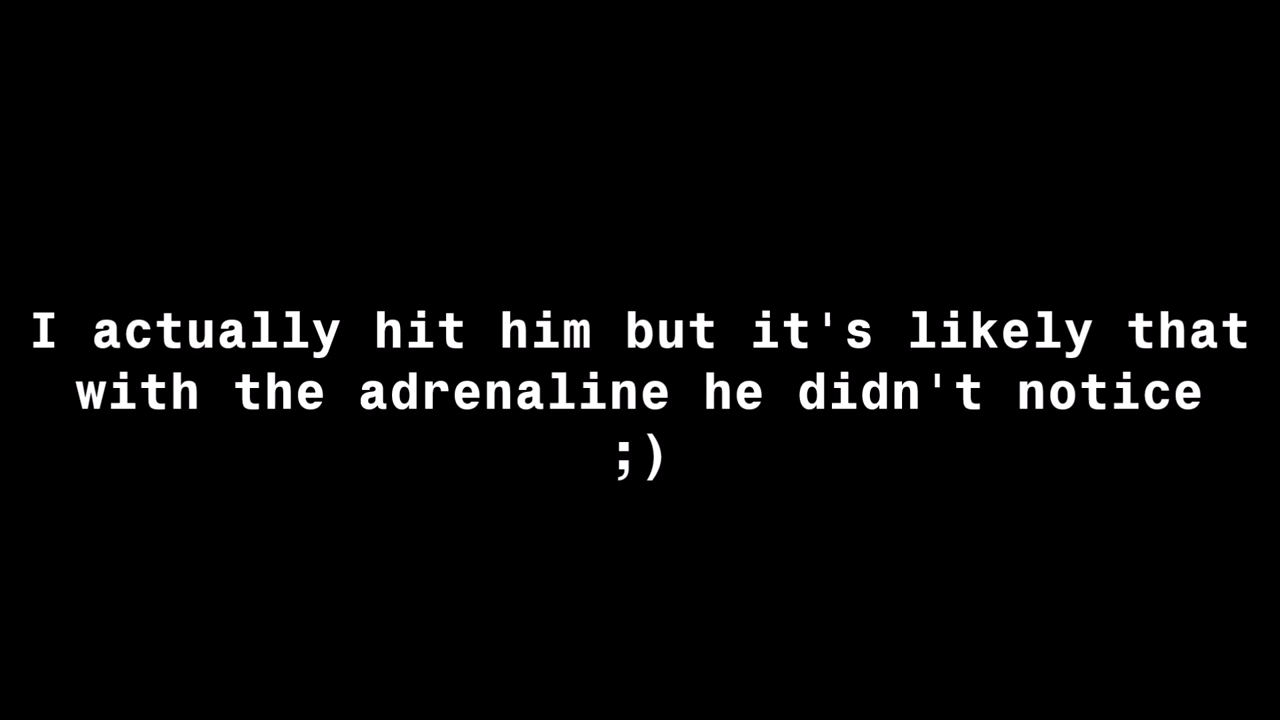 I actually hit him but it's likely that
with the adrenaline he didn't notice
;)